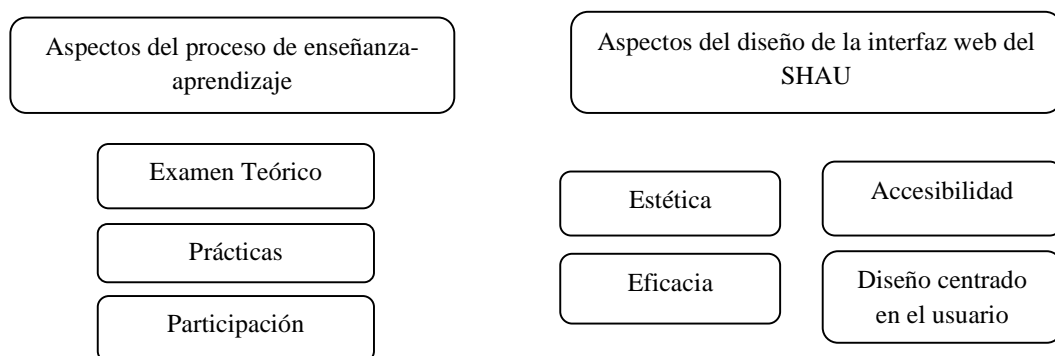 Aspectos del proceso de enseñanza-
aprendizaje
Examen Teórico
Prácticas
Participación
Aspectos del diseño de la interfaz web del
SHAU
Estética
Accesibilidad
Eficacia
Diseño centrado
en el usuario